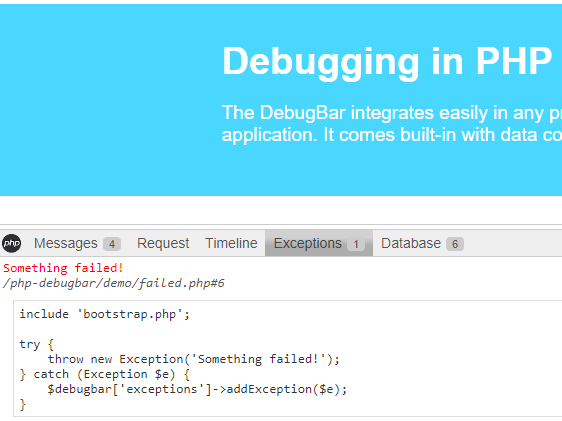 Debugging in PHP
The DebugBar integrates easily in any
application. It comes built-in with data
php Messages 4 Request Timeline Exceptions 1 Database 6
Something failed!
/php-debugbar/demo/failed.php#6
include 'bootstrap.php';
try {
    throw new Exception('Something failed!');
} catch (Exception $e) {
    $debugbar['exceptions']->addException($e);
}